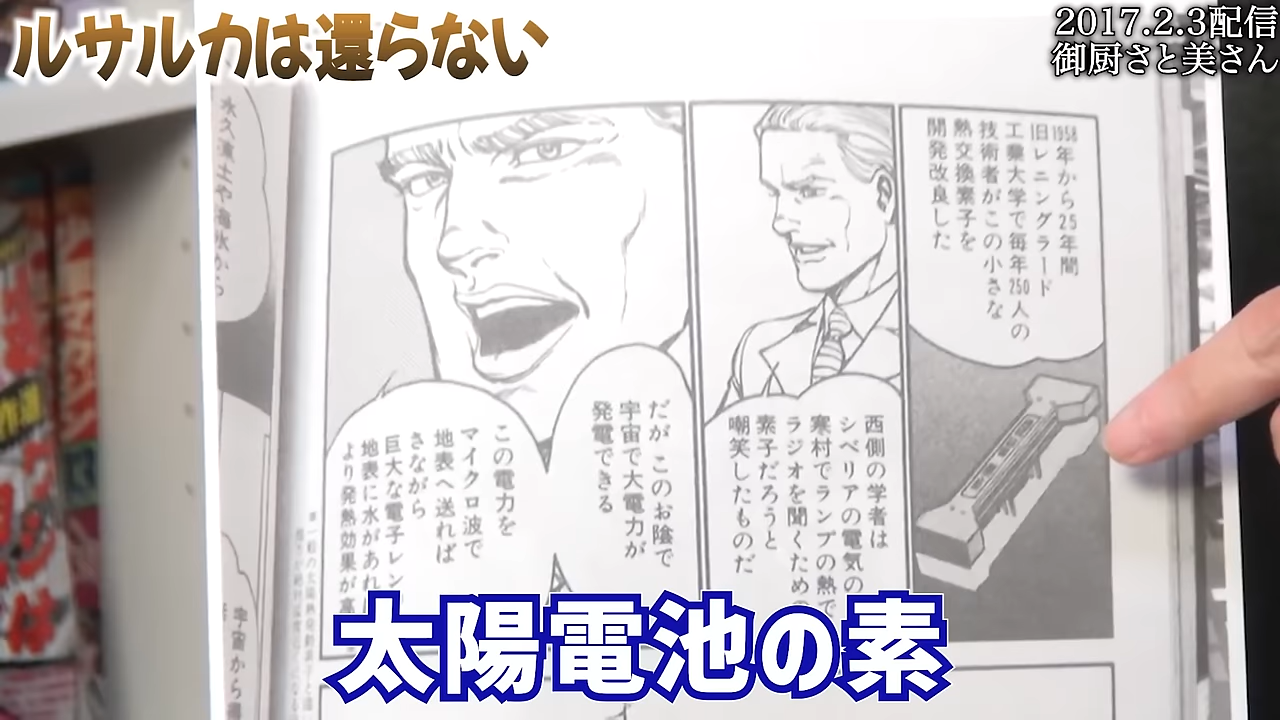 ルサルカは還らない
2017.2.3配信
御厨さと美さん
1958年から25年間
旧レニングラード
工業大学で毎年250人の
技術者がこの小さな
熱交換素子を
開発改良した
西側の学者は
シベリアの電気の
寒村でランプの熱で
ラジオを聞くための
素子だろうと
嘲笑したものだ
だが このお陰で
宇宙で大電力が
発電できる
この電力を
マイクロ波で
地表へ送れば
さながら
巨大な電子レン
地表に水があれ
より発熱効果が
永久凍土や海水から
宇宙から得
太陽電池の素